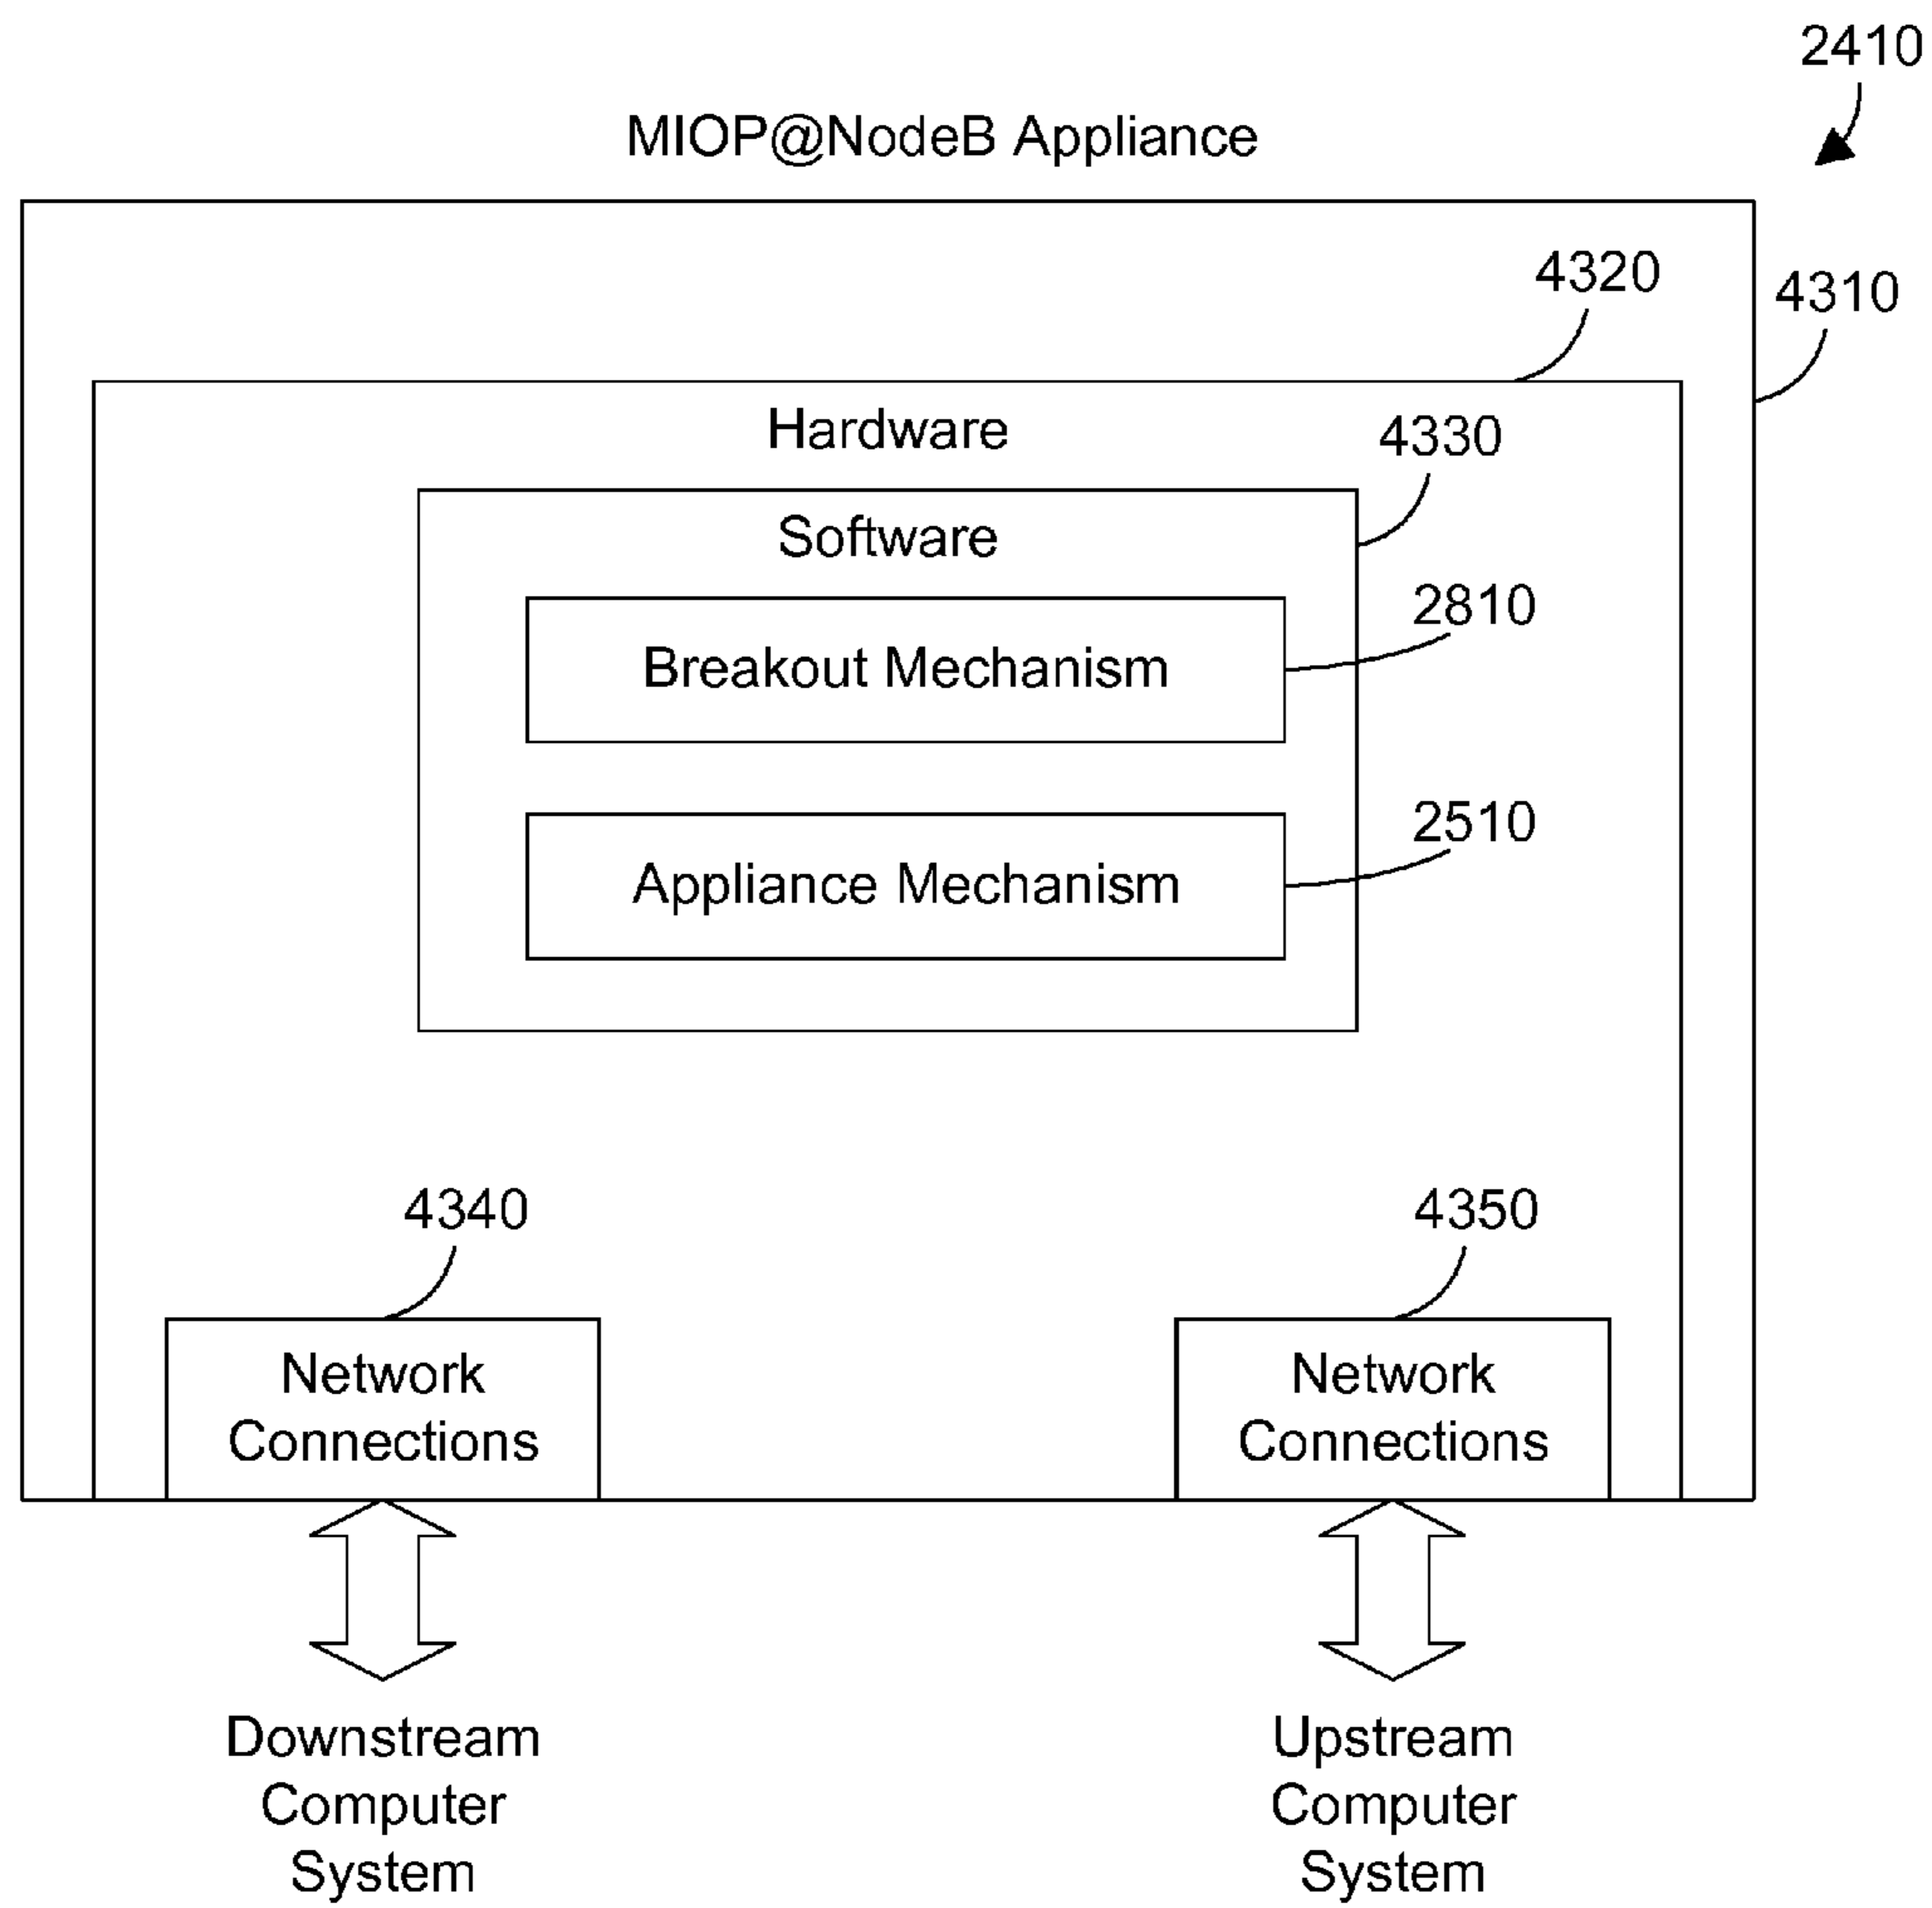 2410
MIOP@NodeB Appliance
4320
4310
Hardware
4330
Software
2810
Breakout Mechanism
2510
Appliance Mechanism
4340
4350
Network
Connections
Network
Connections
Downstream
Computer
System
Upstream
Computer
System